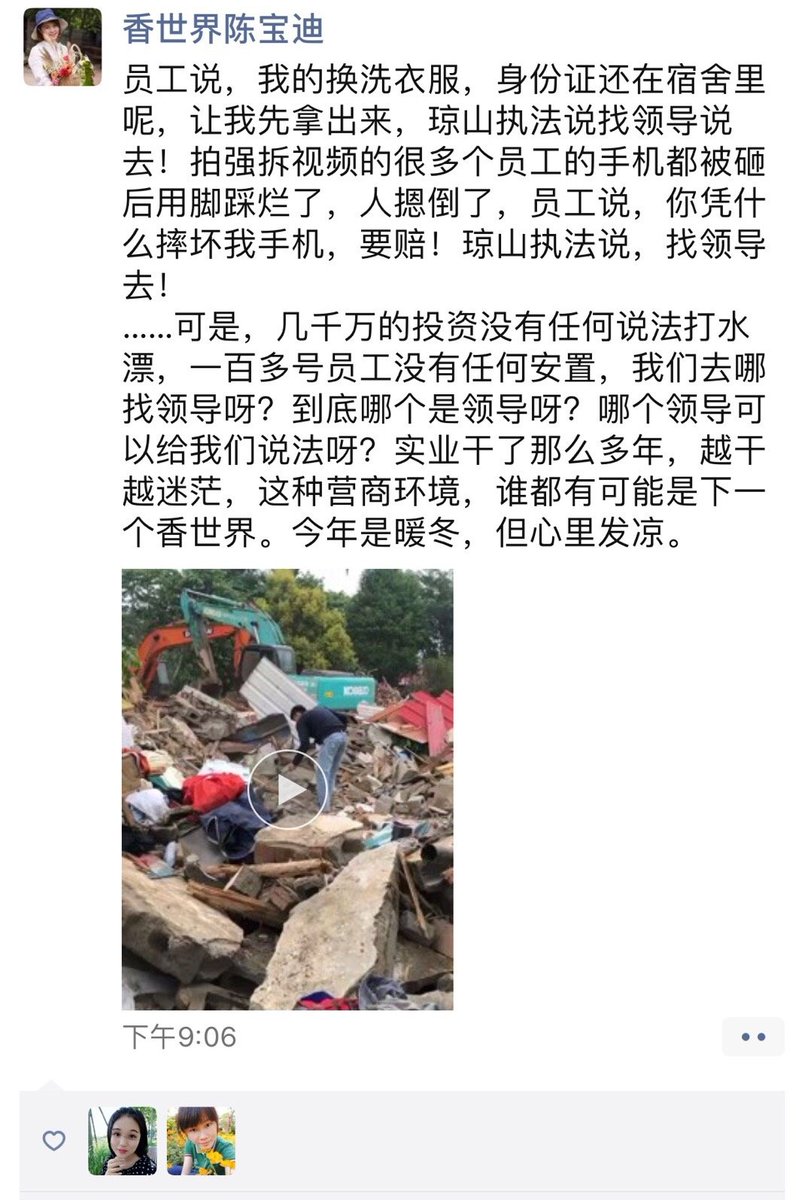 香世界陈宝迪
员工说，我的换洗衣服，身份证还在宿舍里
呢，让我先拿出来，琼山执法说找领导说
去！拍强拆视频的很多个员工的手机都被砸
后用脚踩烂了，人摁倒了，员工说，你凭什
么摔坏我手机，要赔！琼山执法说，找领导
去！
......可是，几千万的投资没有任何说法打水
漂，一百多号员工没有任何安置，我们去哪
找领导呀？到底哪个是领导呀？哪个领导可
以给我们说法呀？实业干了那么多年，越干
越迷茫，这种营商环境，谁都有可能是下一
个香世界。今年是暖冬，但心里发凉。
KOBELCO
下午9:06